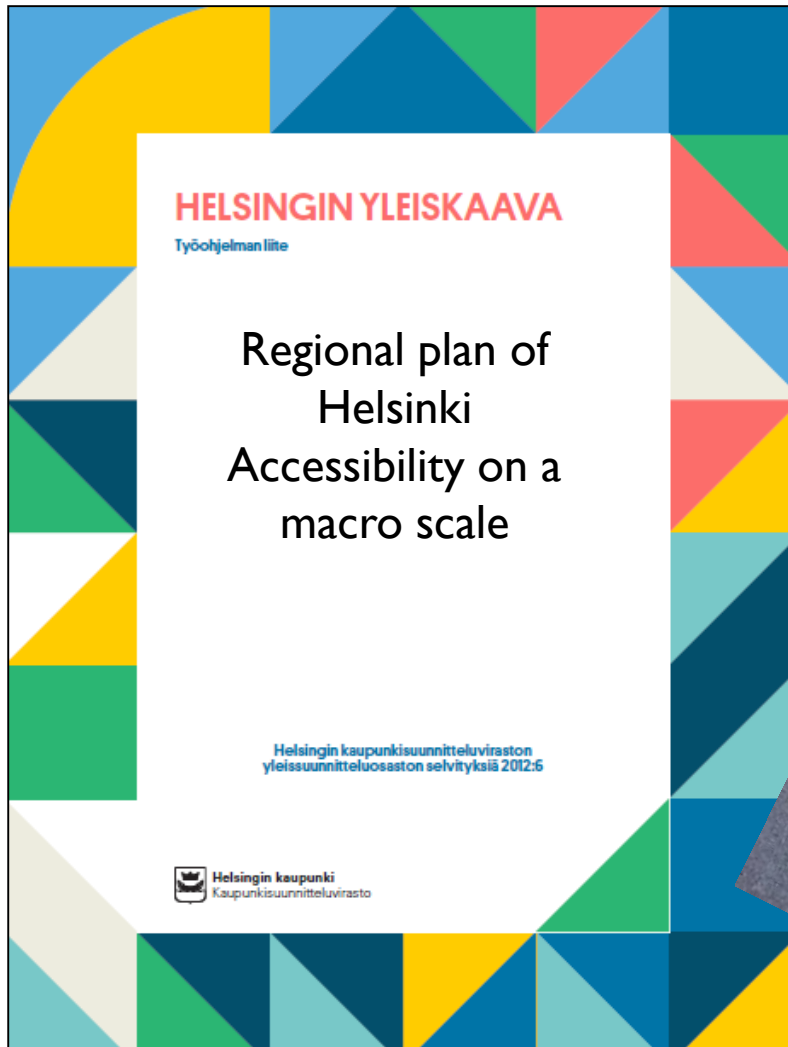 HELSINGIN YLEISKAAVA
Työohjelman liite
Regional plan of
Helsinki
Accessibility on a
macro scale
Helsingin kaupunkisuunnitteluviraston
yleissuunnitteluosaston selvityksiä 2012:6
Helsingin kaupunki
Kaupunkisuunnitteluvirasto